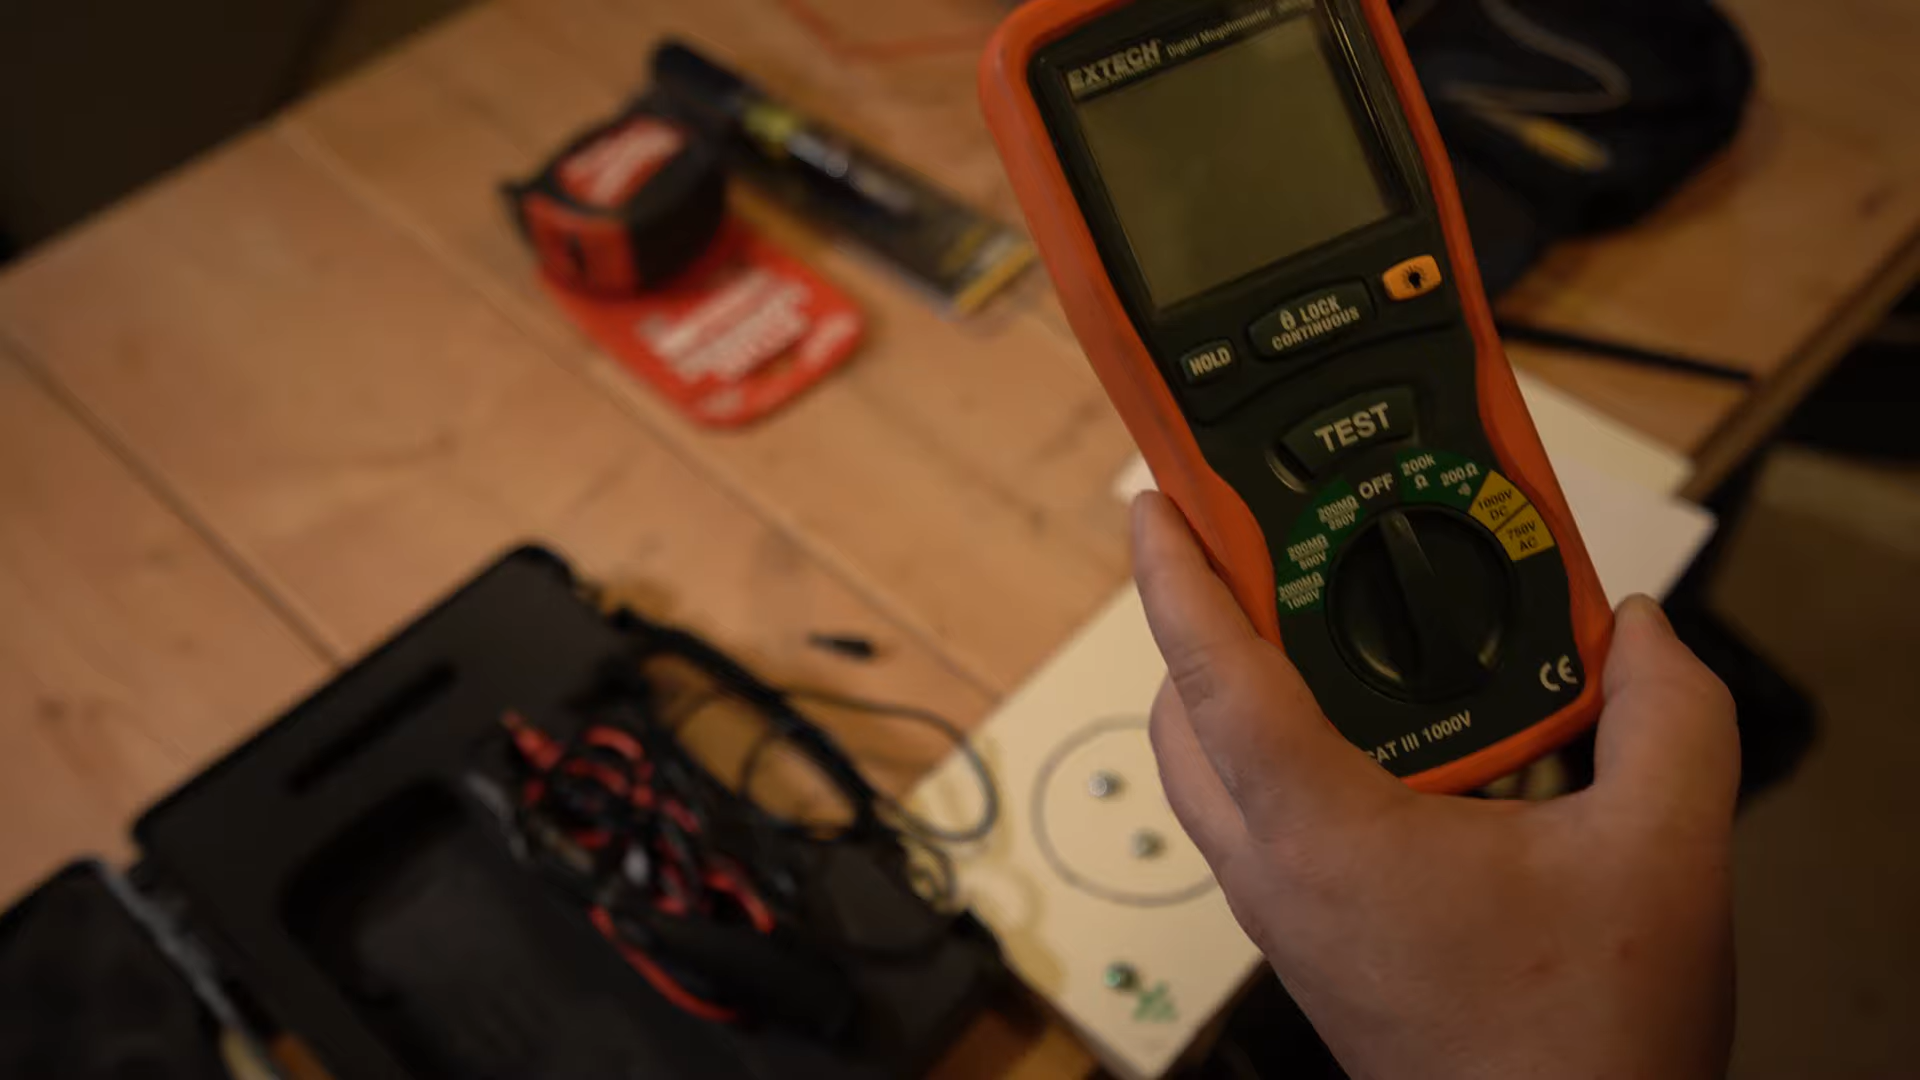 EXTECH Digital Megohmmeter
LOCK
CONTINUOUS
HOLD
TEST
OFF
200k
Ω
200Ω
200MΩ
250V
1000V
DC
200MΩ
500V
750V
AC
2000MΩ
1000V
CE
CAT III 1000V